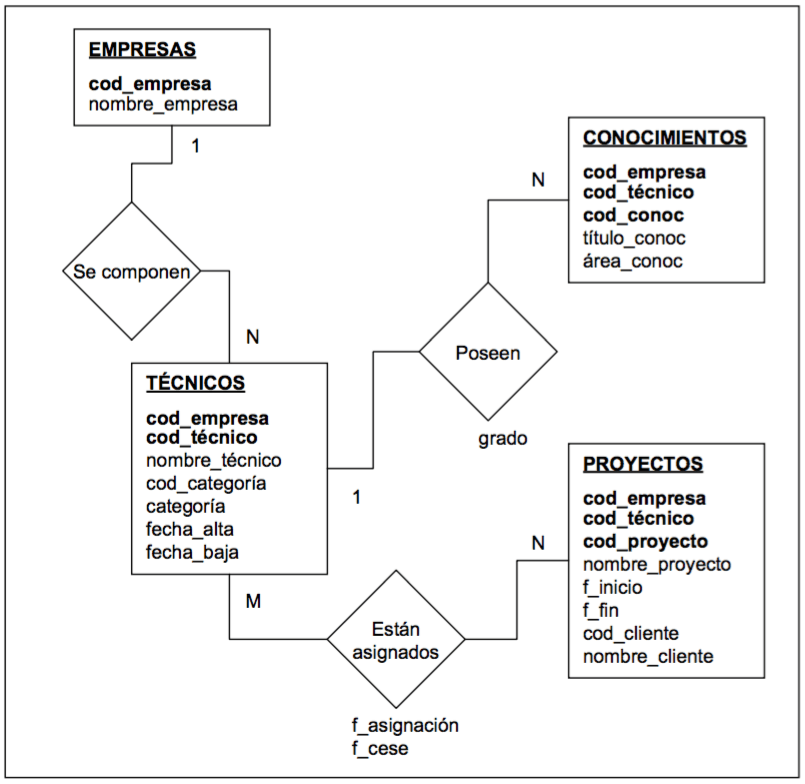 EMPRESAS
cod_empresa
nombre_empresa
1
Se componen
N
TÉCNICOS
cod_empresa
cod_técnico
nombre_técnico
cod_categoría
categoría
fecha_alta
fecha_baja
1
M
Poseen
grado
N
CONOCIMIENTOS
cod_empresa
cod_técnico
cod_conoc
título_conoc
área_conoc
Están
asignados
f_asignación
f_cese
N
PROYECTOS
cod_empresa
cod_técnico
cod_proyecto
nombre_proyecto
f_inicio
f_fin
cod_cliente
nombre_cliente